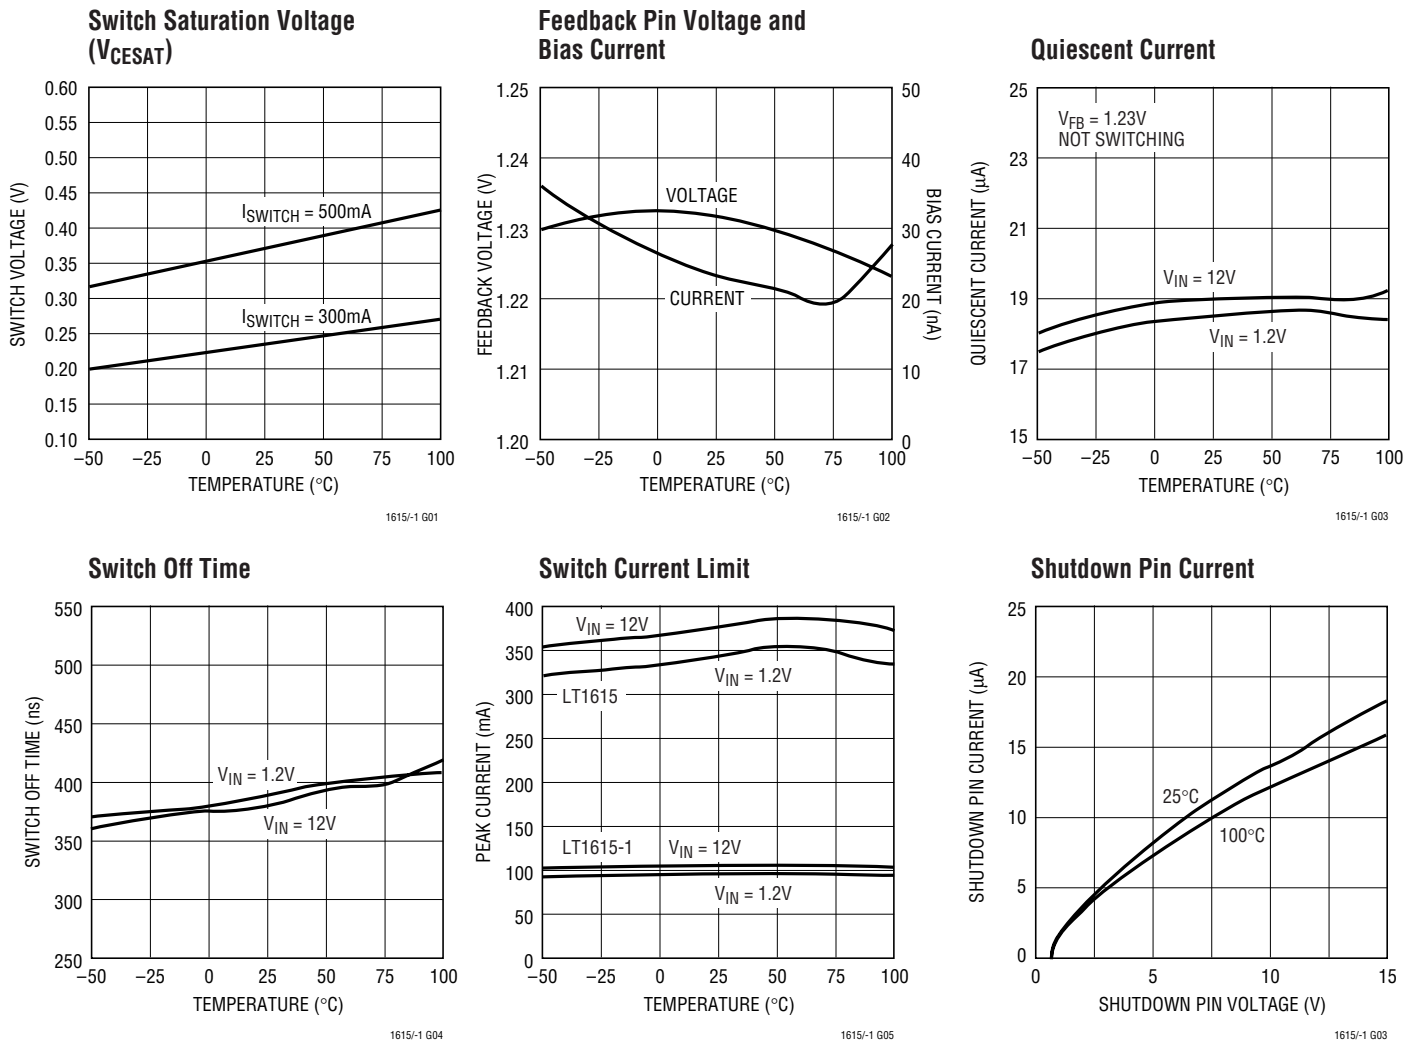 Switch Saturation Voltage
(VCESAT)
0.60
0.55
0.50
0.45
0.40
0.35
0.30
0.25
0.20
0.15
0.10
SWITCH VOLTAGE (V)
ISWITCH = 500mA
ISWITCH = 300mA
–50 –25 0 25 50 75 100
TEMPERATURE (°C)
1615/-1 G01
Feedback Pin Voltage and
Bias Current
1.25
1.24
1.23
1.22
1.21
1.20
FEEDBACK VOLTAGE (V)
VOLTAGE
CURRENT
50
40
30
20
10
0
BIAS CURRENT (nA)
–50 –25 0 25 50 75 100
TEMPERATURE (°C)
1615/-1 G02
Quiescent Current
25
23
21
19
17
15
QUIESCENT CURRENT (µA)
VFB = 1.23V
NOT SWITCHING
VIN = 12V
VIN = 1.2V
–50 –25 0 25 50 75 100
TEMPERATURE (°C)
1615/-1 G03
Switch Off Time
550
500
450
400
350
300
250
SWITCH OFF TIME (ns)
VIN = 1.2V
VIN = 12V
–50 –25 0 25 50 75 100
TEMPERATURE (°C)
1615/-1 G04
Switch Current Limit
400
350
300
250
200
150
100
50
0
PEAK CURRENT (mA)
VIN = 12V
VIN = 1.2V
LT1615
LT1615-1 VIN = 12V
VIN = 1.2V
–50 –25 0 25 50 75 100
TEMPERATURE (°C)
1615/-1 G05
Shutdown Pin Current
25
20
15
10
5
0
SHUTDOWN PIN CURRENT (µA)
25°C
100°C
0 5 10 15
SHUTDOWN PIN VOLTAGE (V)
1615/-1 G03